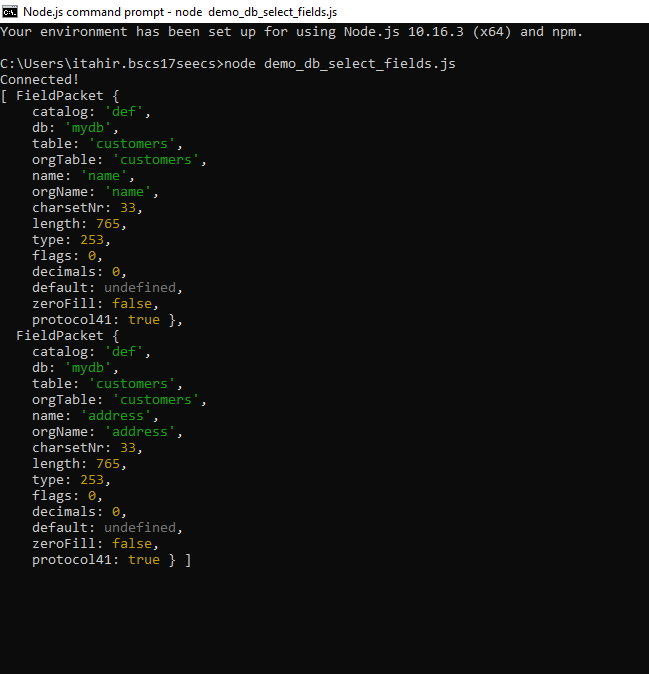 Node.js command prompt - node demo_db_select_fields.js
Your environment has been set up for using Node.js 10.16.3 (x64) and npm.
C:\Users\itahir.bscs17seecs>node demo_db_select_fields.js
Connected!
[ FieldPacket {
    catalog: 'def',
    db: 'mydb',
    table: 'customers',
    orgTable: 'customers',
    name: 'name',
    orgName: 'name',
    charsetNr: 33,
    length: 765,
    type: 253,
    flags: 0,
    decimals: 0,
    default: undefined,
    zeroFill: false,
    protocol41: true },
  FieldPacket {
    catalog: 'def',
    db: 'mydb',
    table: 'customers',
    orgTable: 'customers',
    name: 'address',
    orgName: 'address',
    charsetNr: 33,
    length: 765,
    type: 253,
    flags: 0,
    decimals: 0,
    default: undefined,
    zeroFill: false,
    protocol41: true } ]